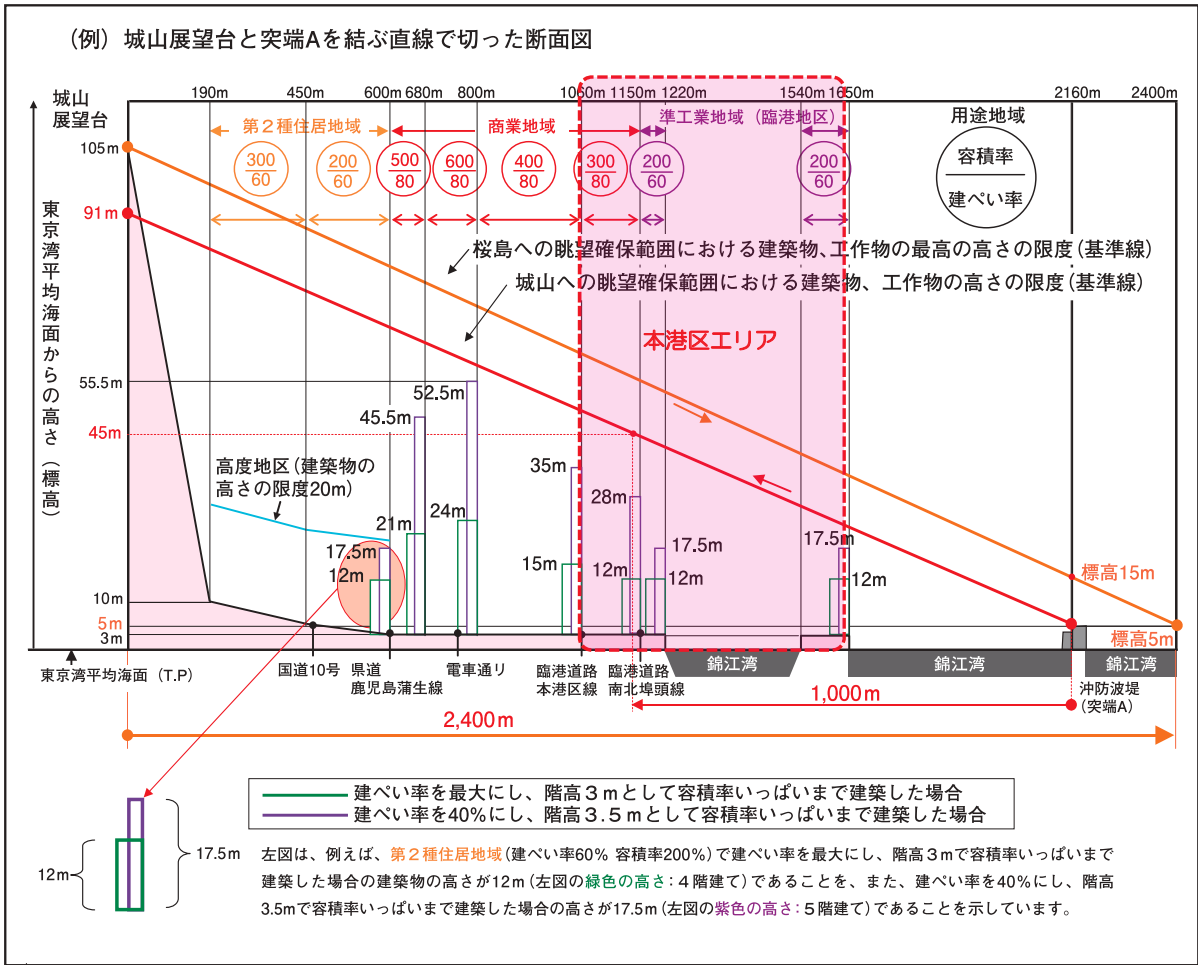 (例) 城山展望台と突端Aを結ぶ直線で切った断面図
城山
展望台
190m
450m
600m
680m
800m
1060m
1150m
1220m
1540m
1650m
2160m
2400m
第2種住居地域
商業地域
準工業地域 (臨港地区)
用途地域
300
60
200
60
500
80
600
80
400
80
300
80
200
60
200
60
容積率
建ぺい率
105m
91m
東京湾平均海面からの高さ(標高)
桜島への眺望確保範囲における建築物、工作物の最高の高さの限度(基準線)
城山への眺望確保範囲における建築物、工作物の高さの限度(基準線)
本港区エリア
55.5m
45m
52.5m
45.5m
高度地区(建築物の
高さの限度20m)
35m
28m
24m
21m
17.5m
12m
15m
12m
17.5m
12m
17.5m
12m
標高15m
標高5m
10m
5m
3m
東京湾平均海面 (T.P)
国道10号
県道
鹿児島蒲生線
電車通り
臨港道路
本港区線
臨港道路
南北埠頭線
錦江湾
錦江湾
錦江湾
沖防波堤
(突端A)
1,000m
2,400m
建ぺい率を最大にし、階高3mとして容積率いっぱいまで建築した場合
建ぺい率を40%にし、階高3.5mとして容積率いっぱいまで建築した場合
12m
17.5m
左図は、例えば、第2種住居地域(建ぺい率60% 容積率200%)で建ぺい率を最大にし、階高3mで容積率いっぱいまで
建築した場合の建築物の高さが12m(左図の緑色の高さ:4階建て)であることを、また、建ぺい率を40%にし、階高
3.5mで容積率いっぱいまで建築した場合の高さが17.5m(左図の紫色の高さ:5階建て)であることを示しています。